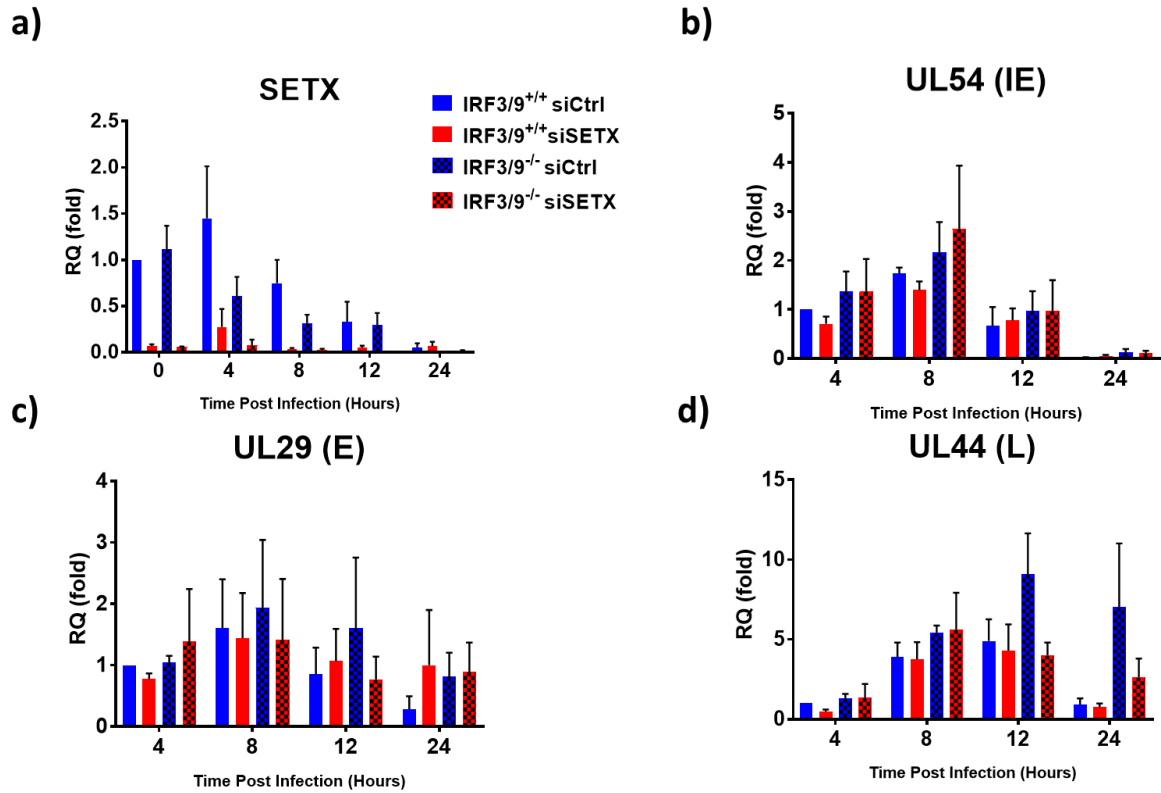 a)
SETX
IRF3/9+/+ siCtrl
IRF3/9+/+siSETX
IRF3/9-/- siCtrl
IRF3/9-/- siSETX
RQ (fold)
2.5
2.0
1.5
1.0
0.5
0.0
0 4 8 12 24
Time Post Infection (Hours)
b)
UL54 (IE)
RQ (fold)
5
4
3
2
1
0
4 8 12 24
Time Post Infection (Hours)
c)
UL29 (E)
RQ (fold)
4
3
2
1
0
4 8 12 24
Time Post Infection (Hours)
d)
UL44 (L)
RQ (fold)
15
10
5
0
4 8 12 24
Time Post Infection (Hours)